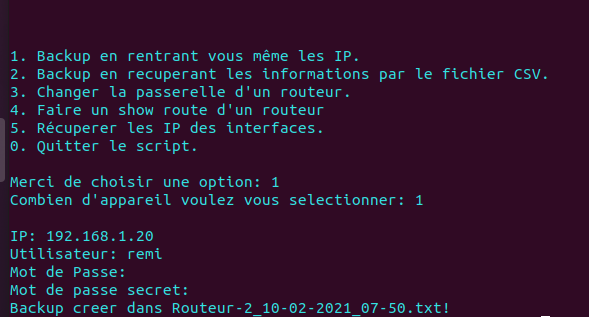 1. Backup en rentrant vous même les IP.
2. Backup en recuperant les informations par le fichier CSV.
3. Changer la passerelle d'un routeur.
4. Faire un show route d'un routeur
5. Récuperer les IP des interfaces.
0. Quitter le script.
Merci de choisir une option: 1
Combien d'appareil voulez vous selectionner: 1
IP: 192.168.1.20
Utilisateur: remi
Mot de Passe:
Mot de passe secret:
Backup creer dans Routeur-2_10-02-2021_07-50.txt!